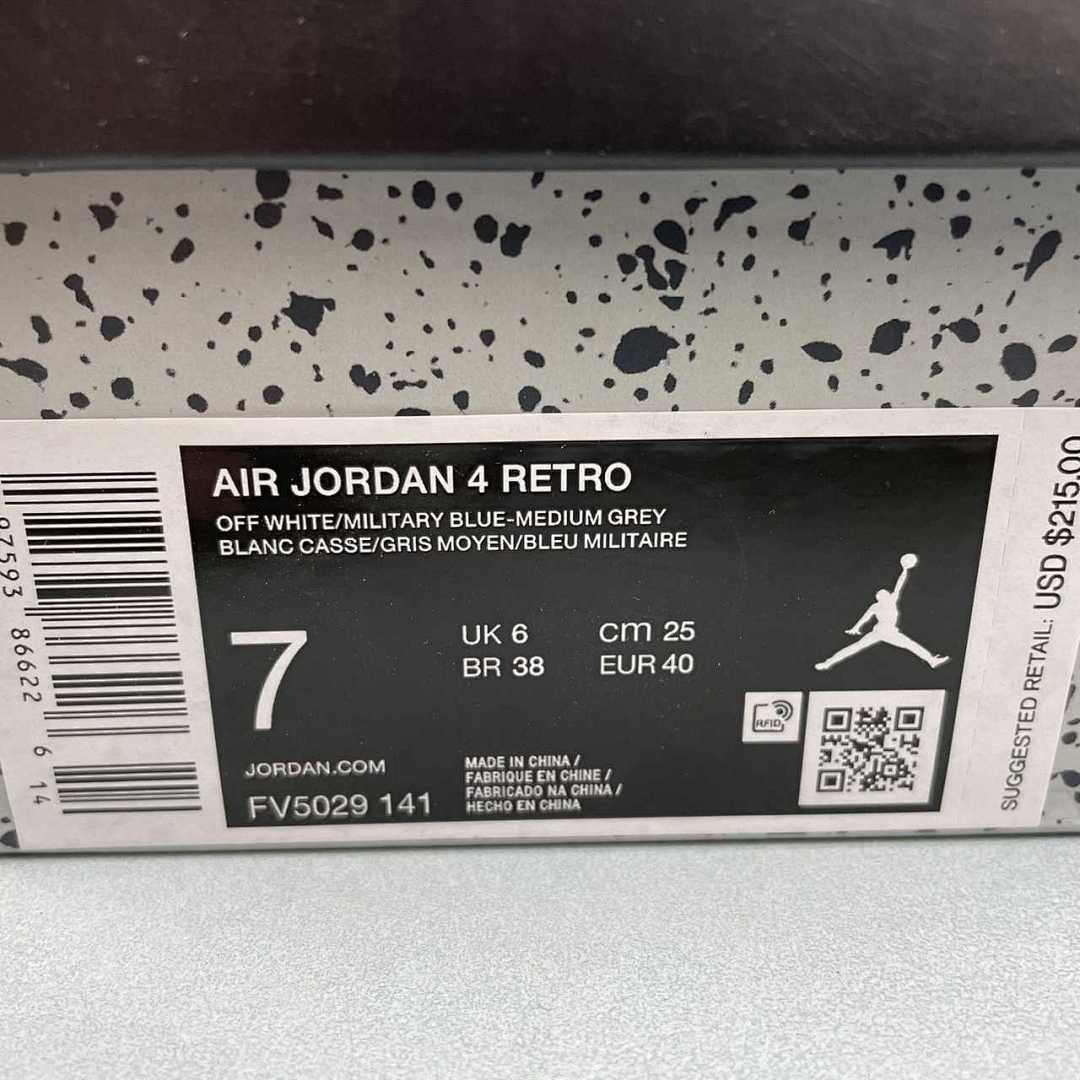 AIR JORDAN 4 RETRO
OFF WHITE/MILITARY BLUE-MEDIUM GREY
BLANC CASSE/GRIS MOYEN/BLEU MILITAIRE
7
UK 6
cm 25
BR 38
EUR 40
RFID
JORDAN.COM
FV5029 141
MADE IN CHINA /
FABRIQUE EN CHINE /
FABRICADO NA CHINA /
HECHO EN CHINA
97593 86622 6 14
SUGGESTED RETAIL: USD $215.00